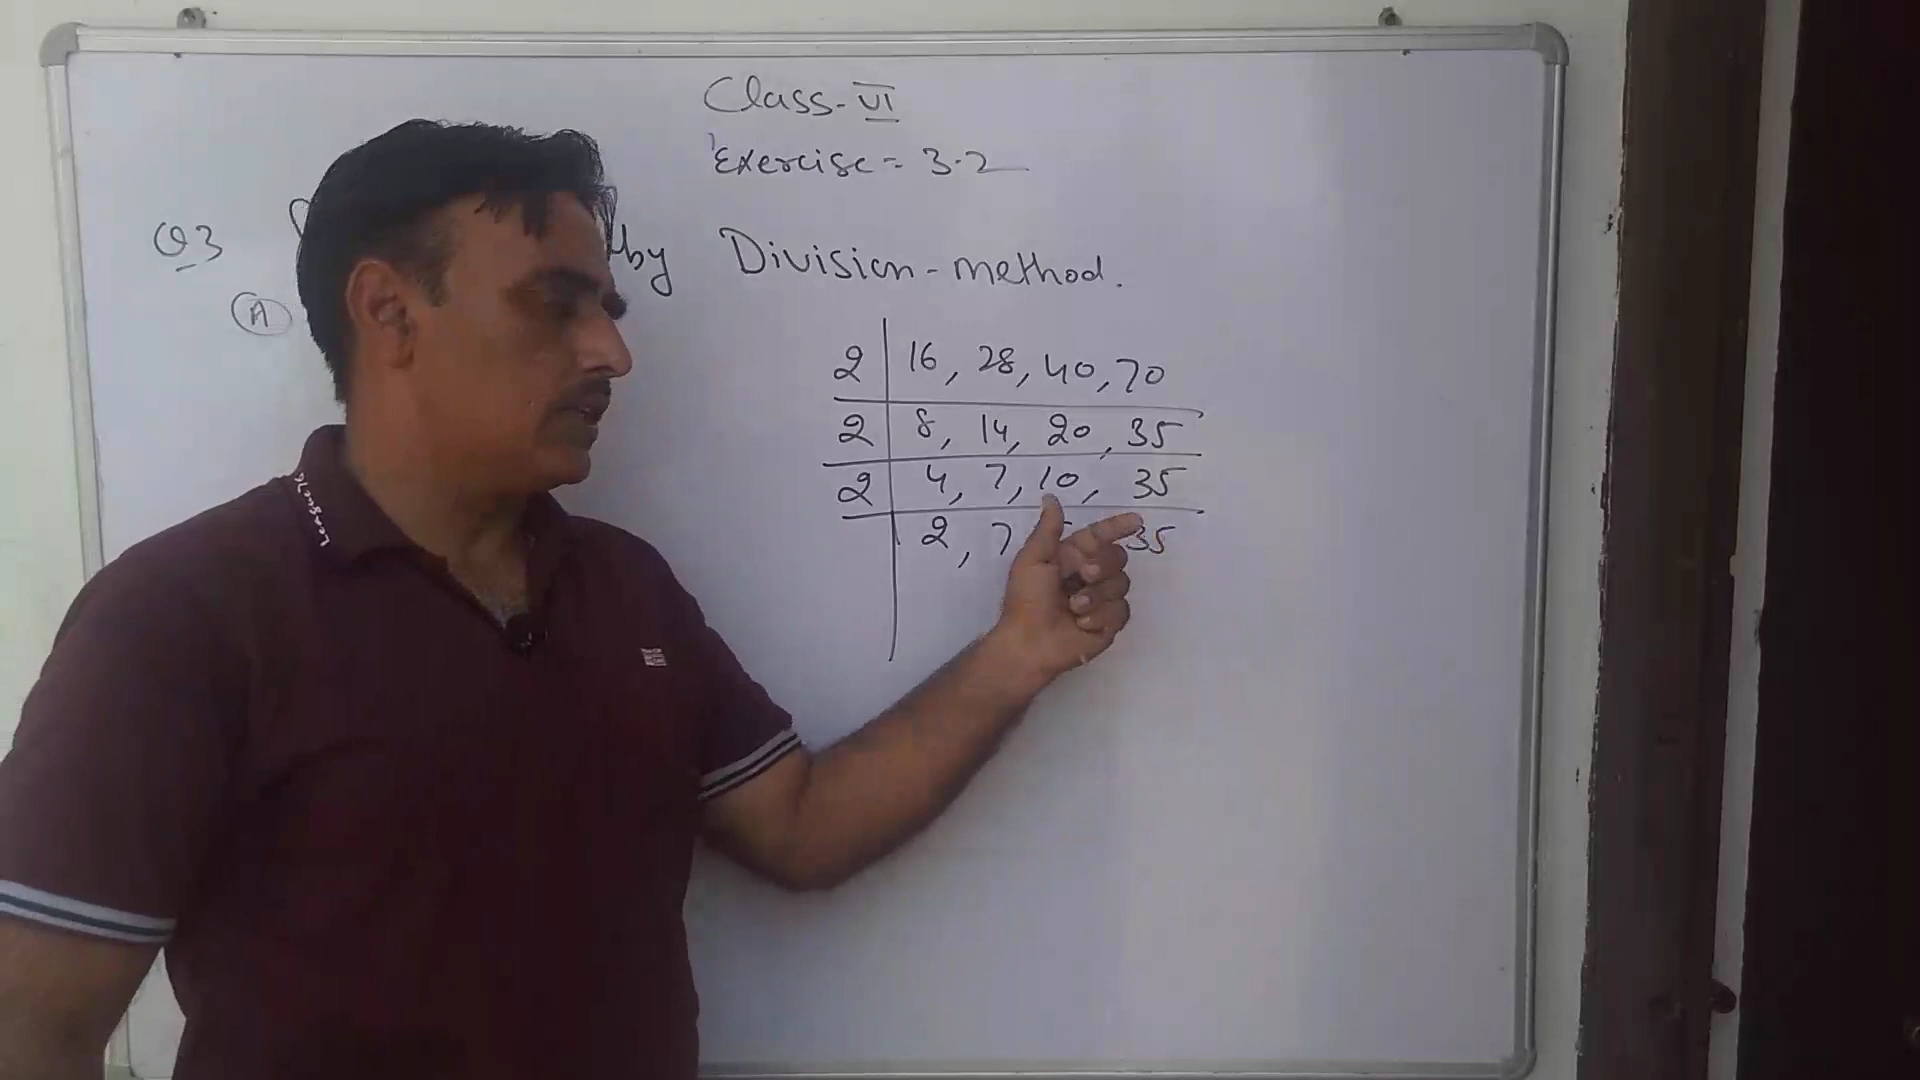 Class-VI
Exercise = 3.2
Q3 by Division-method.
A
2 16, 28, 40, 70
2 8, 14, 20, 35
2 4, 7, 10, 35
2, 7 35